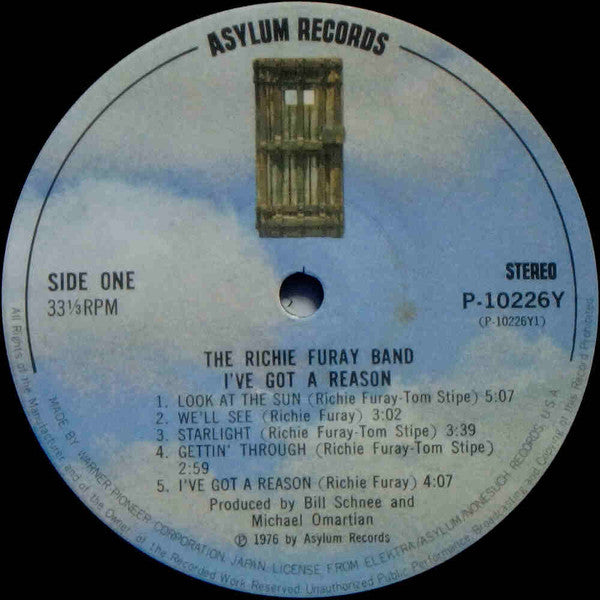 ASYLUM RECORDS
SIDE ONE
33⅓RPM
STEREO
P-10226Y
(P-10226Y1)
THE RICHIE FURAY BAND
I'VE GOT A REASON
1. LOOK AT THE SUN (Richie Furay-Tom Stipe) 5:07
2. WE'LL SEE (Richie Furay) 3:02
3. STARLIGHT (Richie Furay-Tom Stipe) 3:39
4. GETTIN' THROUGH (Richie Furay-Tom Stipe)
2:59
5. I'VE GOT A REASON (Richie Furay) 4:07
Produced by Bill Schnee and
Michael Omartian
℗ 1976 by Asylum Records
MADE BY WARNER-PIONEER CORPORATION, JAPAN, LICENSE FROM ELEKTRA/ASYLUM/NONESUCH RECORDS, U.S.A.
All Rights of the Manufacturer and of the Owner of the Recorded Work Reserved. Unauthorized Public Performance, Broadcasting and Copying of this Record Prohibited.